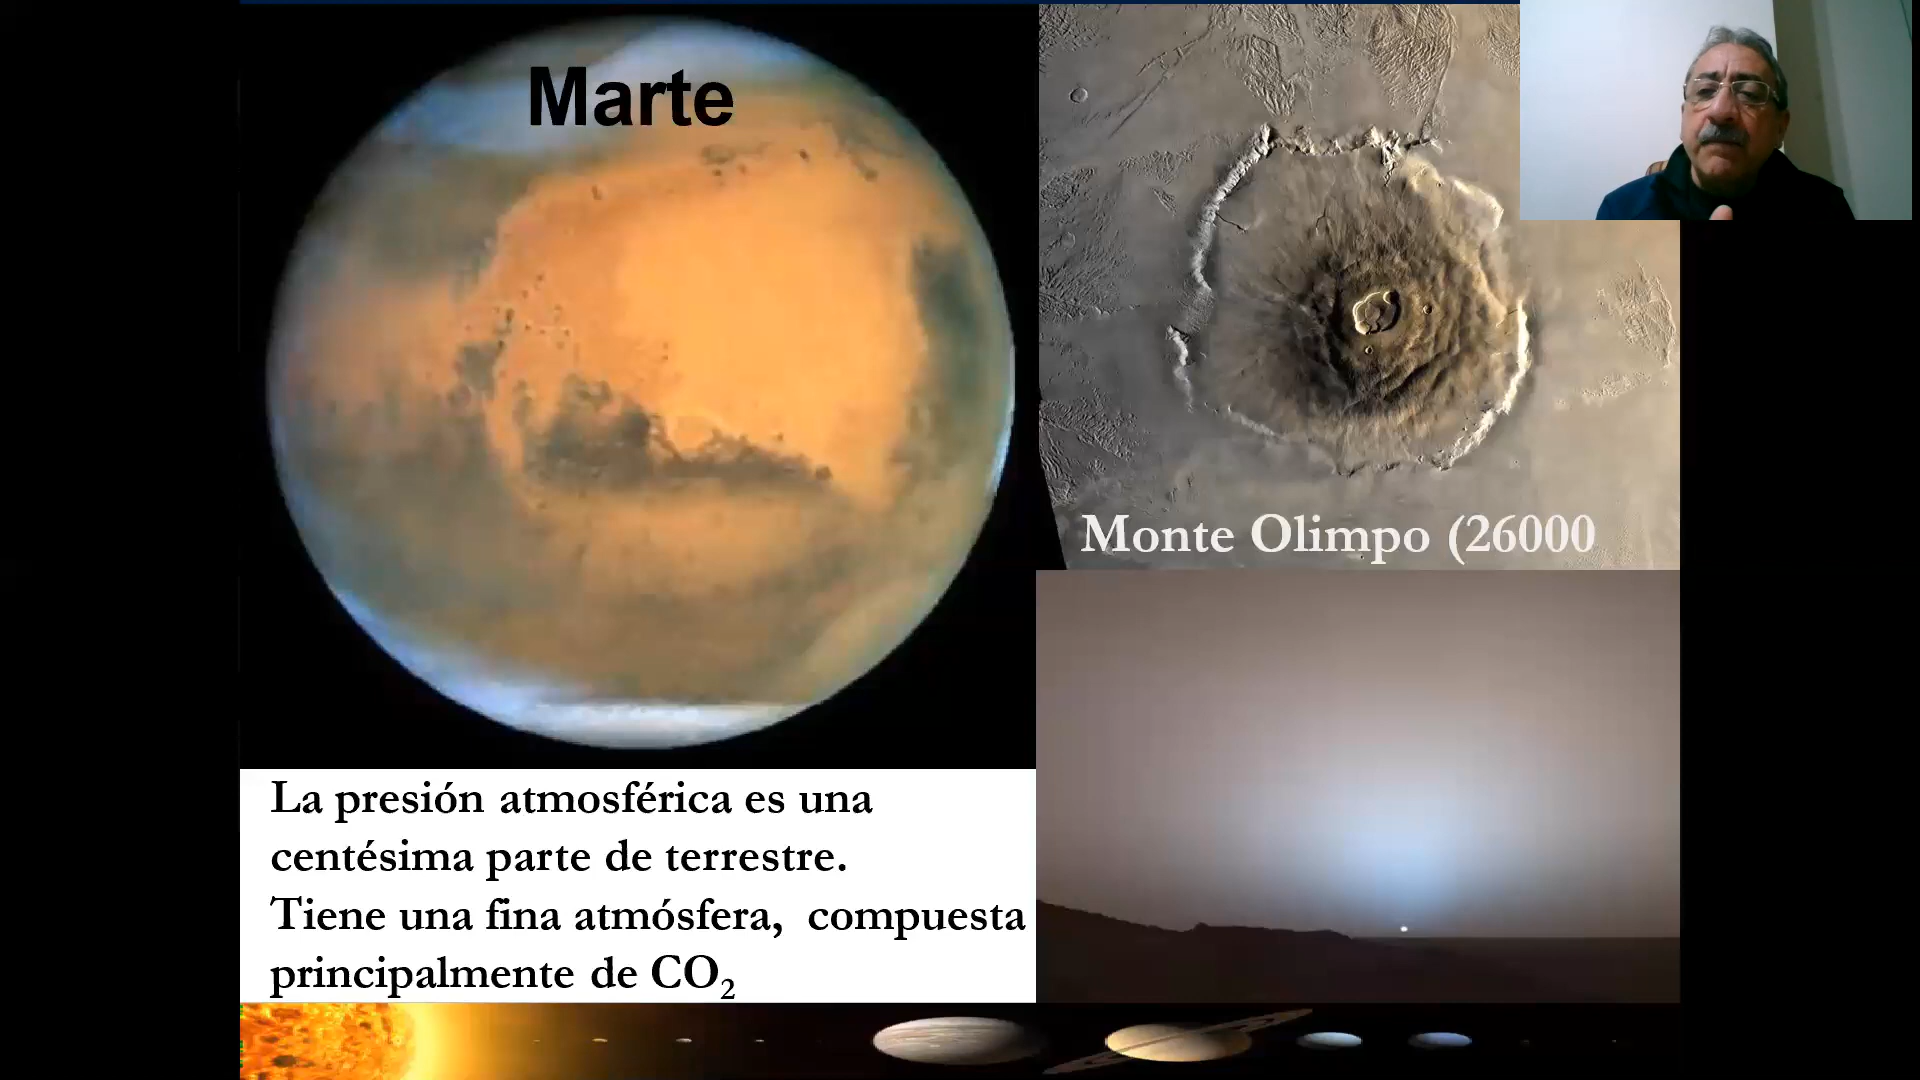 Marte
Monte Olimpo (26000
La presión atmosférica es una
centésima parte de terrestre.
Tiene una fina atmósfera, compuesta
principalmente de CO₂